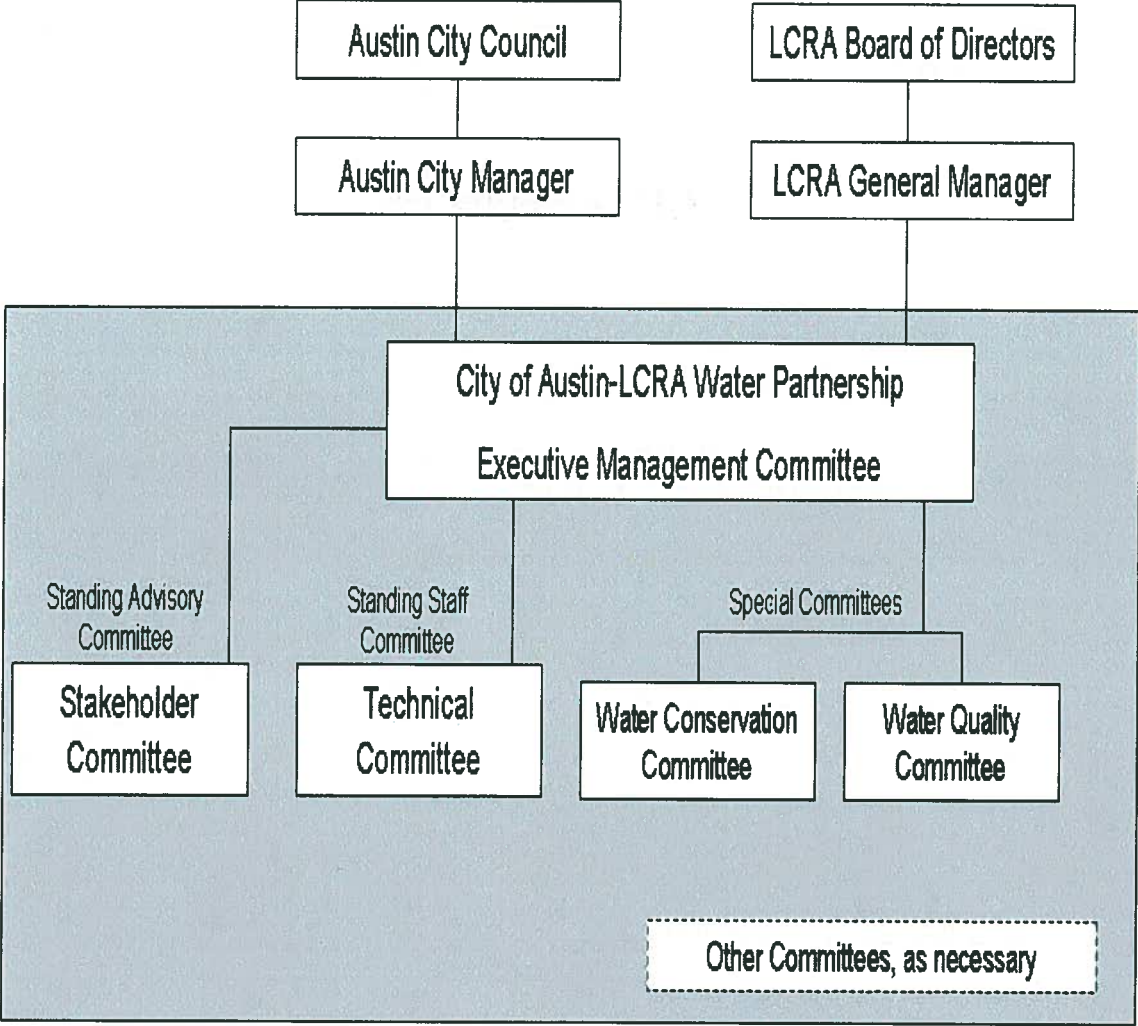 Austin City Council
LCRA Board of Directors
Austin City Manager
LCRA General Manager
City of Austin-LCRA Water Partnership
Executive Management Committee
Standing Advisory
Committee
Standing Staff
Committee
Special Committees
Stakeholder
Committee
Technical
Committee
Water Conservation
Committee
Water Quality
Committee
Other Committees, as necessary